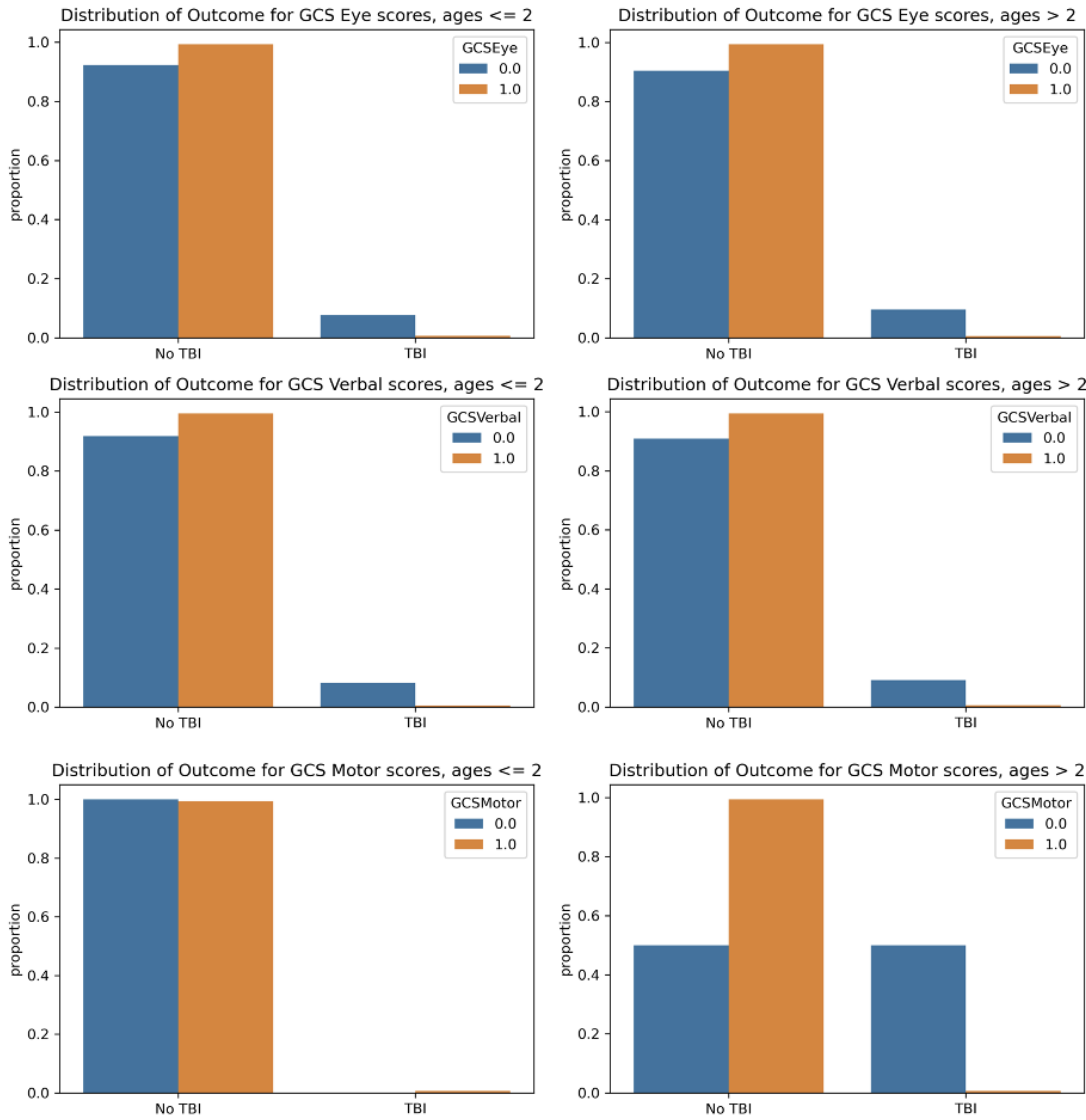 Distribution of Outcome for GCS Eye scores, ages <= 2
GCSEye
0.0
1.0
1.0
0.8
0.6
0.4
0.2
0.0
proportion
No TBI
TBI
Distribution of Outcome for GCS Eye scores, ages > 2
GCSEye
0.0
1.0
1.0
0.8
0.6
0.4
0.2
0.0
proportion
No TBI
TBI
Distribution of Outcome for GCS Verbal scores, ages <= 2
GCSVerbal
0.0
1.0
1.0
0.8
0.6
0.4
0.2
0.0
proportion
No TBI
TBI
Distribution of Outcome for GCS Verbal scores, ages > 2
GCSVerbal
0.0
1.0
1.0
0.8
0.6
0.4
0.2
0.0
proportion
No TBI
TBI
Distribution of Outcome for GCS Motor scores, ages <= 2
GCSMotor
0.0
1.0
1.0
0.8
0.6
0.4
0.2
0.0
proportion
No TBI
TBI
Distribution of Outcome for GCS Motor scores, ages > 2
GCSMotor
0.0
1.0
1.0
0.8
0.6
0.4
0.2
0.0
proportion
No TBI
TBI